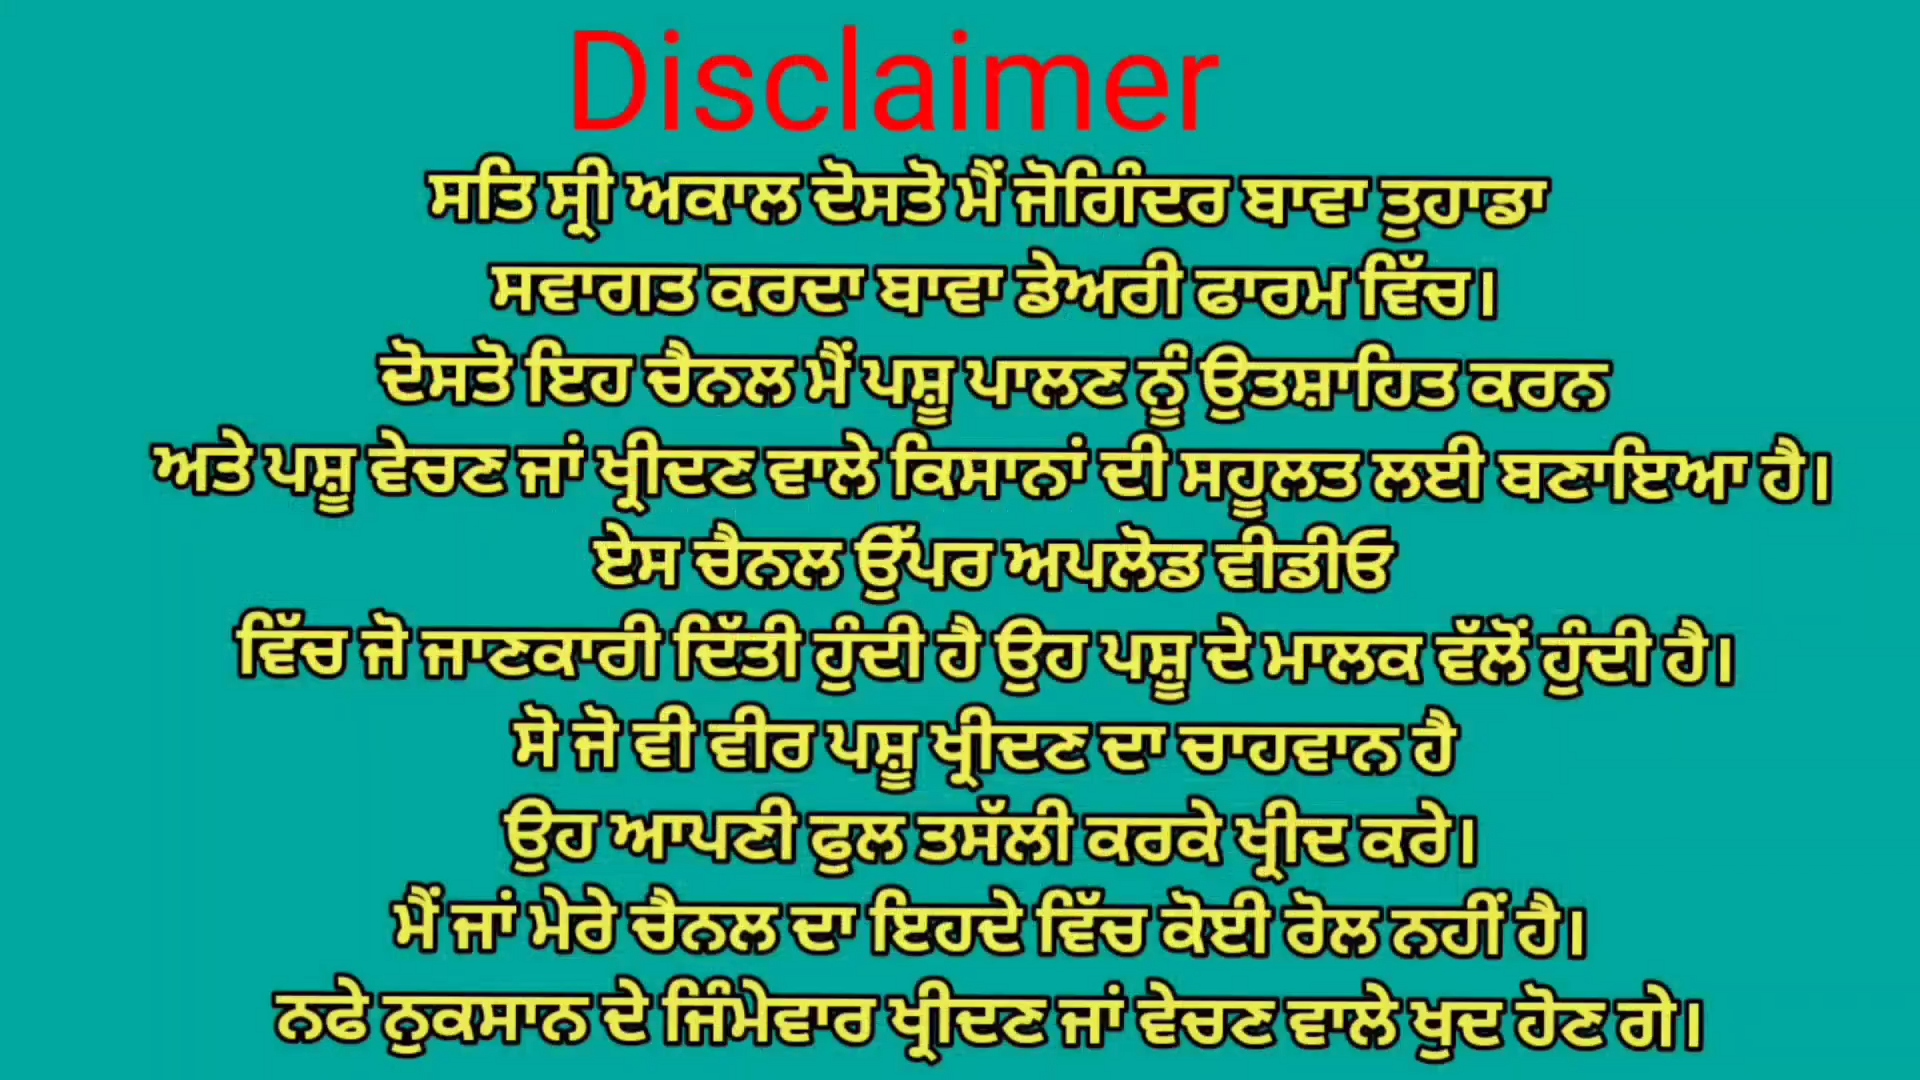 Disclaimer
ਸਤਿ ਸ੍ਰੀ ਅਕਾਲ ਦੋਸਤੋ ਮੈਂ ਜੋਗਿੰਦਰ ਬਾਵਾ ਤੁਹਾਡਾ
ਸਵਾਗਤ ਕਰਦਾ ਬਾਵਾ ਡੇਅਰੀ ਫਾਰਮ ਵਿੱਚ।
ਦੋਸਤੋ ਇਹ ਚੈਨਲ ਮੈਂ ਪਸ਼ੂ ਪਾਲਣ ਨੂੰ ਉਤਸ਼ਾਹਿਤ ਕਰਨ
ਅਤੇ ਪਸ਼ੂ ਵੇਚਣ ਜਾਂ ਖ੍ਰੀਦਣ ਵਾਲੇ ਕਿਸਾਨਾਂ ਦੀ ਸਹੂਲਤ ਲਈ ਬਣਾਇਆ ਹੈ।
ਏਸ ਚੈਨਲ ਉੱਪਰ ਅਪਲੋਡ ਵੀਡੀਓ
ਵਿੱਚ ਜੋ ਜਾਣਕਾਰੀ ਦਿੱਤੀ ਹੁੰਦੀ ਹੈ ਉਹ ਪਸ਼ੂ ਦੇ ਮਾਲਕ ਵੱਲੋਂ ਹੁੰਦੀ ਹੈ।
ਸੋ ਜੋ ਵੀ ਵੀਰ ਪਸ਼ੂ ਖ੍ਰੀਦਣ ਦਾ ਚਾਹਵਾਨ ਹੈ
ਉਹ ਆਪਣੀ ਫੁਲ ਤਸੱਲੀ ਕਰਕੇ ਖ੍ਰੀਦ ਕਰੇ।
ਮੈਂ ਜਾਂ ਮੇਰੇ ਚੈਨਲ ਦਾ ਇਹਦੇ ਵਿੱਚ ਕੋਈ ਰੋਲ ਨਹੀਂ ਹੈ।
ਨਫੇ ਨੁਕਸਾਨ ਦੇ ਜਿੰਮੇਵਾਰ ਖ੍ਰੀਦਣ ਜਾਂ ਵੇਚਣ ਵਾਲੇ ਖੁਦ ਹੋਣ ਗੇ।